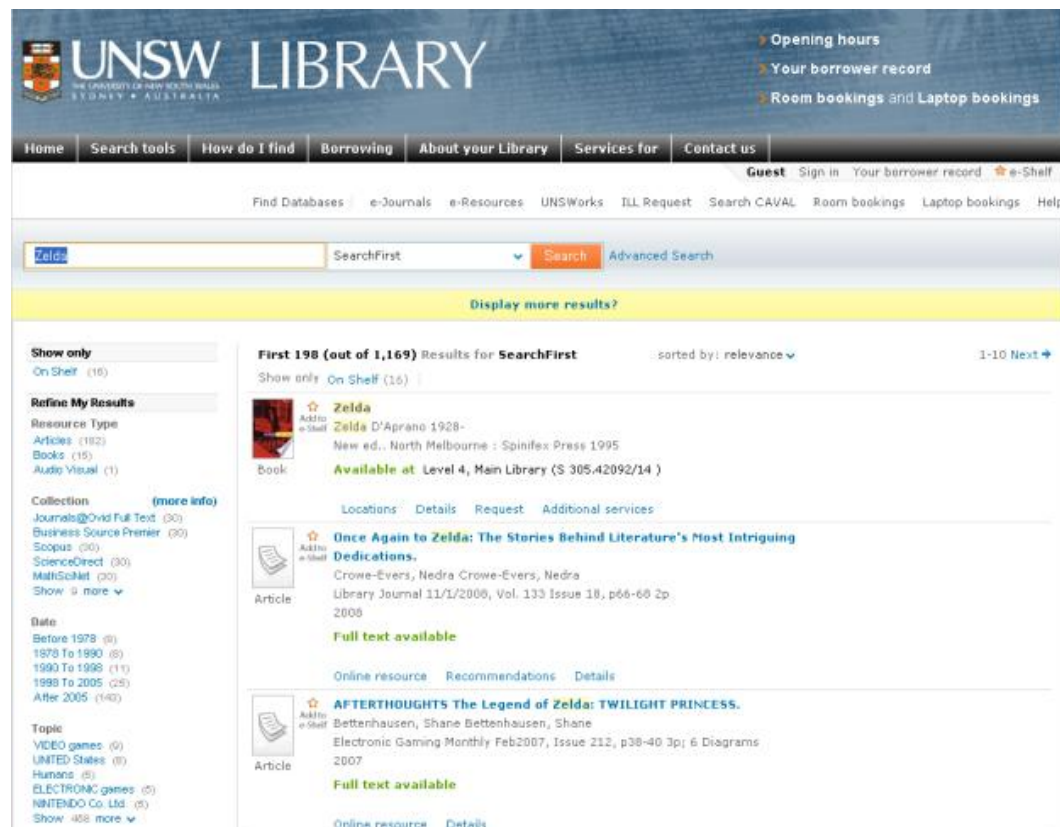 UNSW LIBRARY
THE UNIVERSITY OF NEW SOUTH WALES
SYDNEY • AUSTRALIA
Opening hours
Your borrower record
Room bookings and Laptop bookings
Home Search tools How do I find Borrowing About your Library Services for Contact us
Guest Sign in Your borrower record e-Shelf
Find Databases e-Journals e-Resources UNSWorks ILL Request Search CAVAL Room bookings Laptop bookings Help
Zelda SearchFirst Search Advanced Search
Display more results?
Show only
On Shelf (16)
Refine My Results
Resource Type
Articles (182)
Books (15)
Audio Visual (1)
Collection (more info)
Journals@Ovid Full Text (30)
Business Source Premier (30)
Scopus (30)
ScienceDirect (30)
MathSciNet (30)
Show 9 more
Date
Before 1978 (8)
1978 To 1990 (8)
1990 To 1998 (11)
1998 To 2005 (25)
After 2005 (140)
Topic
VIDEO games (9)
UNITED States (8)
Humans (6)
ELECTRONIC games (5)
NINTENDO Co. Ltd. (5)
Show 468 more
First 198 (out of 1,169) Results for SearchFirst sorted by: relevance 1-10 Next
Show only On Shelf (16)
Add to e-Shelf
Book
Zelda
Zelda D'Aprano 1928-
New ed.. North Melbourne : Spinifex Press 1995
Available at Level 4, Main Library (S 305.42092/14 )
Locations Details Request Additional services
Add to e-Shelf
Article
Once Again to Zelda: The Stories Behind Literature's Most Intriguing
Dedications.
Crowe-Evers, Nedra Crowe-Evers, Nedra
Library Journal 11/1/2008, Vol. 133 Issue 18, p66-68 2p
2008
Full text available
Online resource Recommendations Details
Add to e-Shelf
Article
AFTERTHOUGHTS The Legend of Zelda: TWILIGHT PRINCESS.
Bettenhausen, Shane Bettenhausen, Shane
Electronic Gaming Monthly Feb2007, Issue 212, p38-40 3p; 6 Diagrams
2007
Full text available
Online resource Details